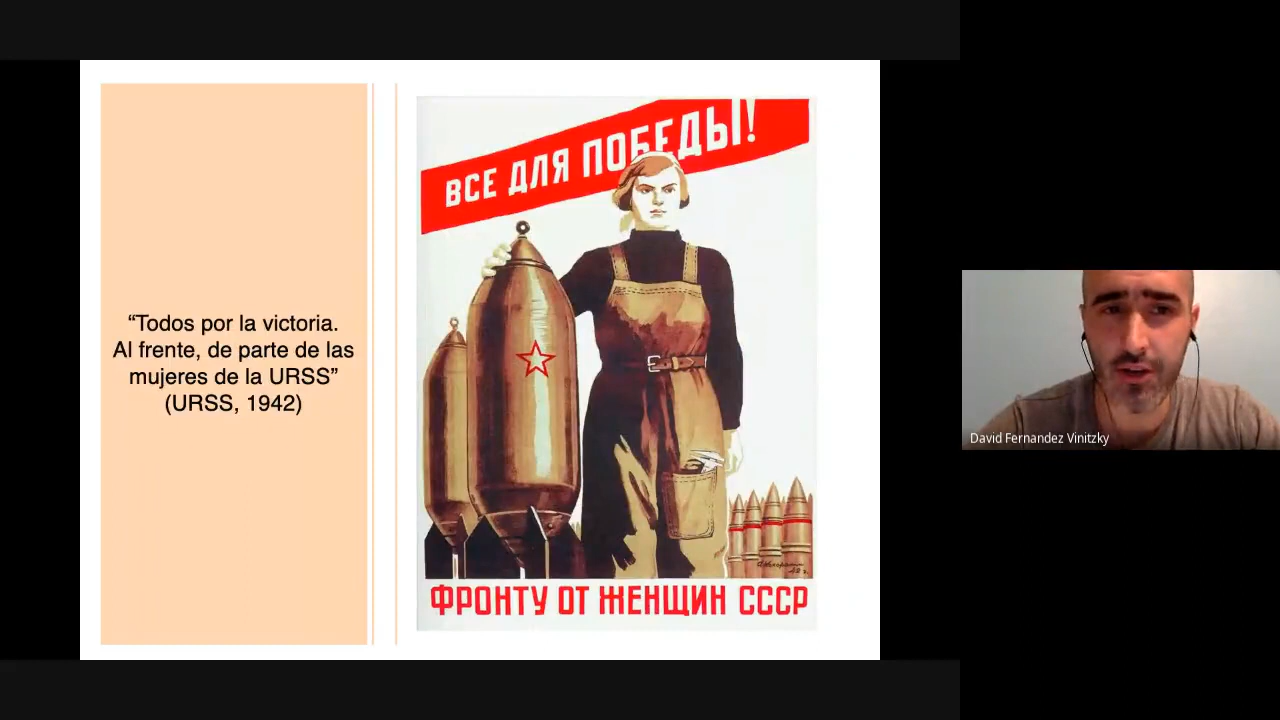 “Todos por la victoria.
Al frente, de parte de las
mujeres de la URSS”
(URSS, 1942)
ВСЕ ДЛЯ ПОБЕДЫ!
ФРОНТУ ОТ ЖЕНЩИН СССР
David Fernandez Vinitzky